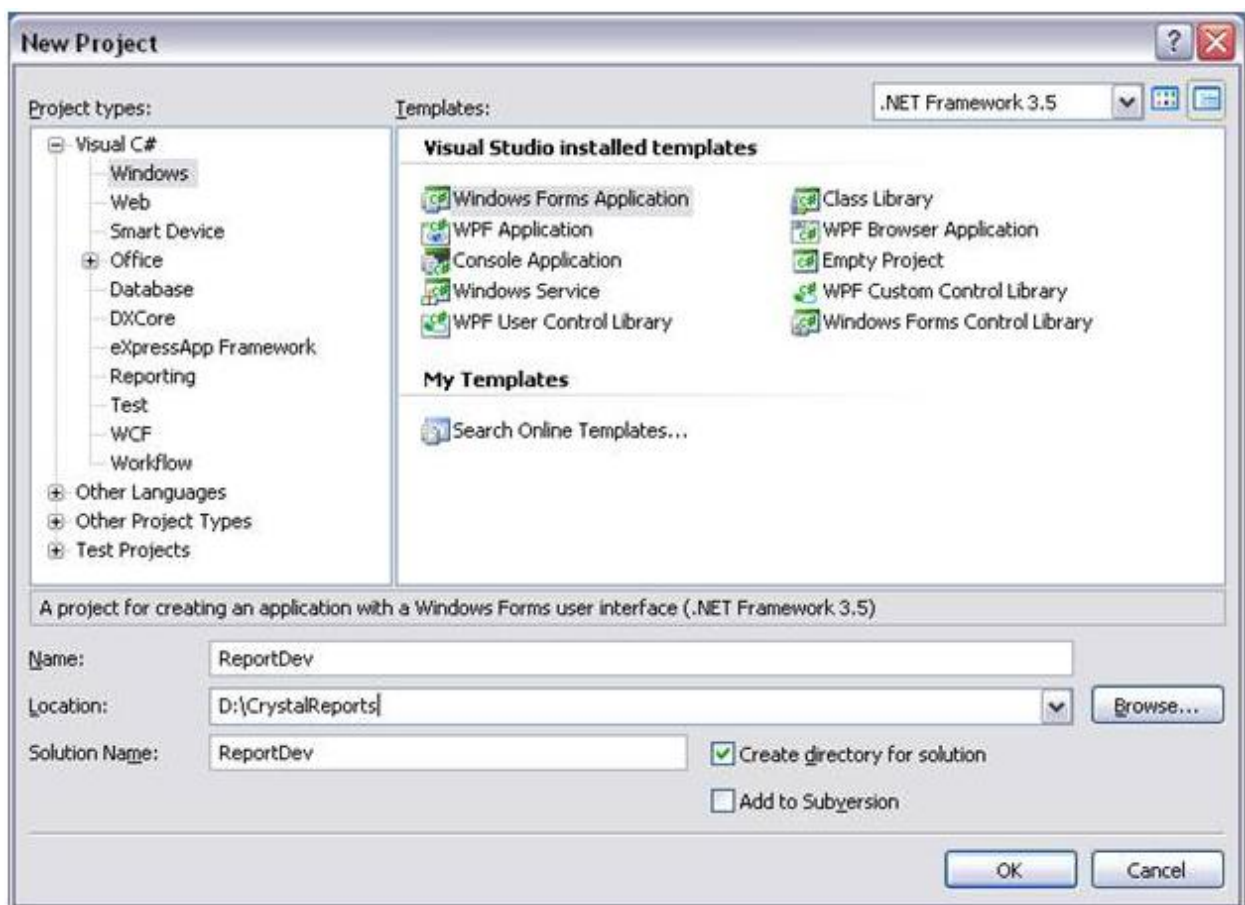 New Project
Project types:
Templates:
.NET Framework 3.5
Visual C#
Windows
Web
Smart Device
Office
Database
DXCore
eXpressApp Framework
Reporting
Test
WCF
Workflow
Other Languages
Other Project Types
Test Projects
Visual Studio installed templates
Windows Forms Application
Class Library
WPF Application
WPF Browser Application
Console Application
Empty Project
Windows Service
WPF Custom Control Library
WPF User Control Library
Windows Forms Control Library
My Templates
Search Online Templates...
A project for creating an application with a Windows Forms user interface (.NET Framework 3.5)
Name:
ReportDev
Location:
D:\CrystalReports
Browse...
Solution Name:
ReportDev
Create directory for solution
Add to Subversion
OK
Cancel